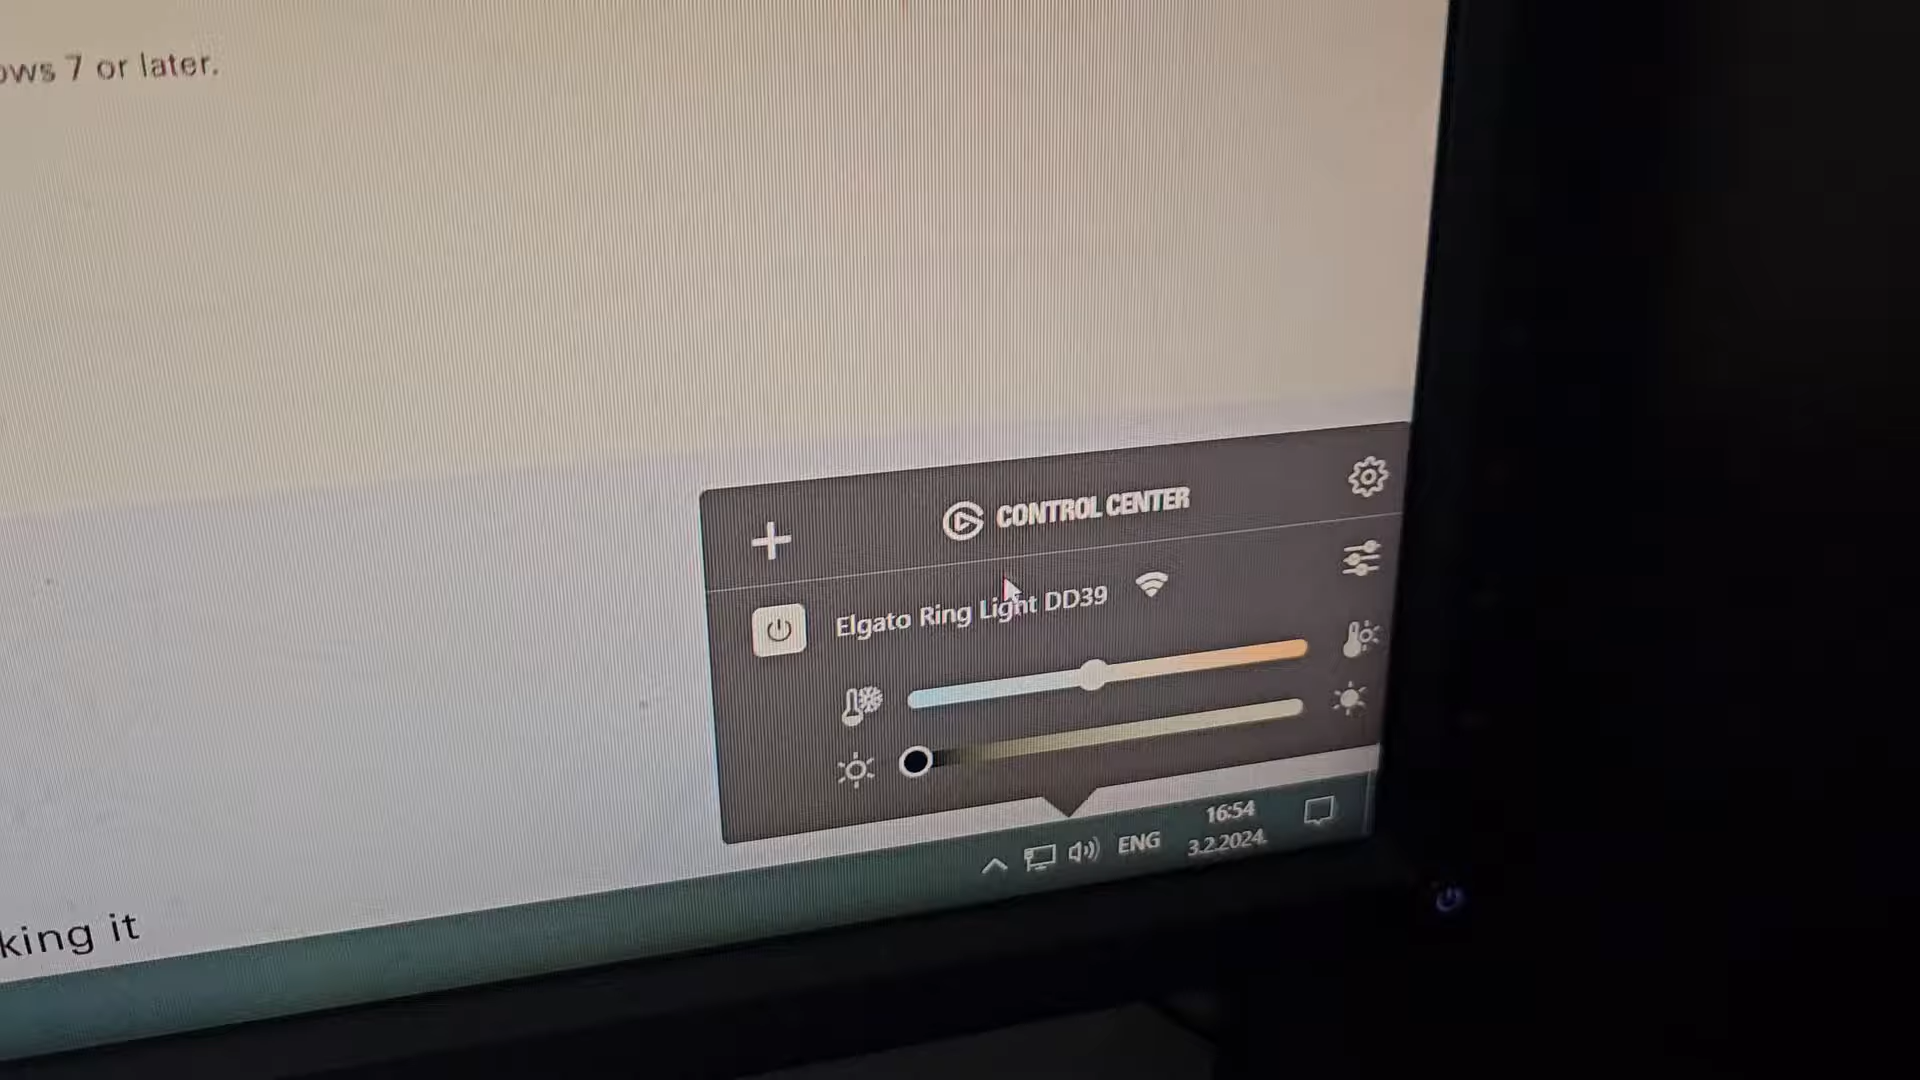 ows 7 or later.
CONTROL CENTER
Elgato Ring Light DD39
16:54
ENG
3.2.2024.
king it